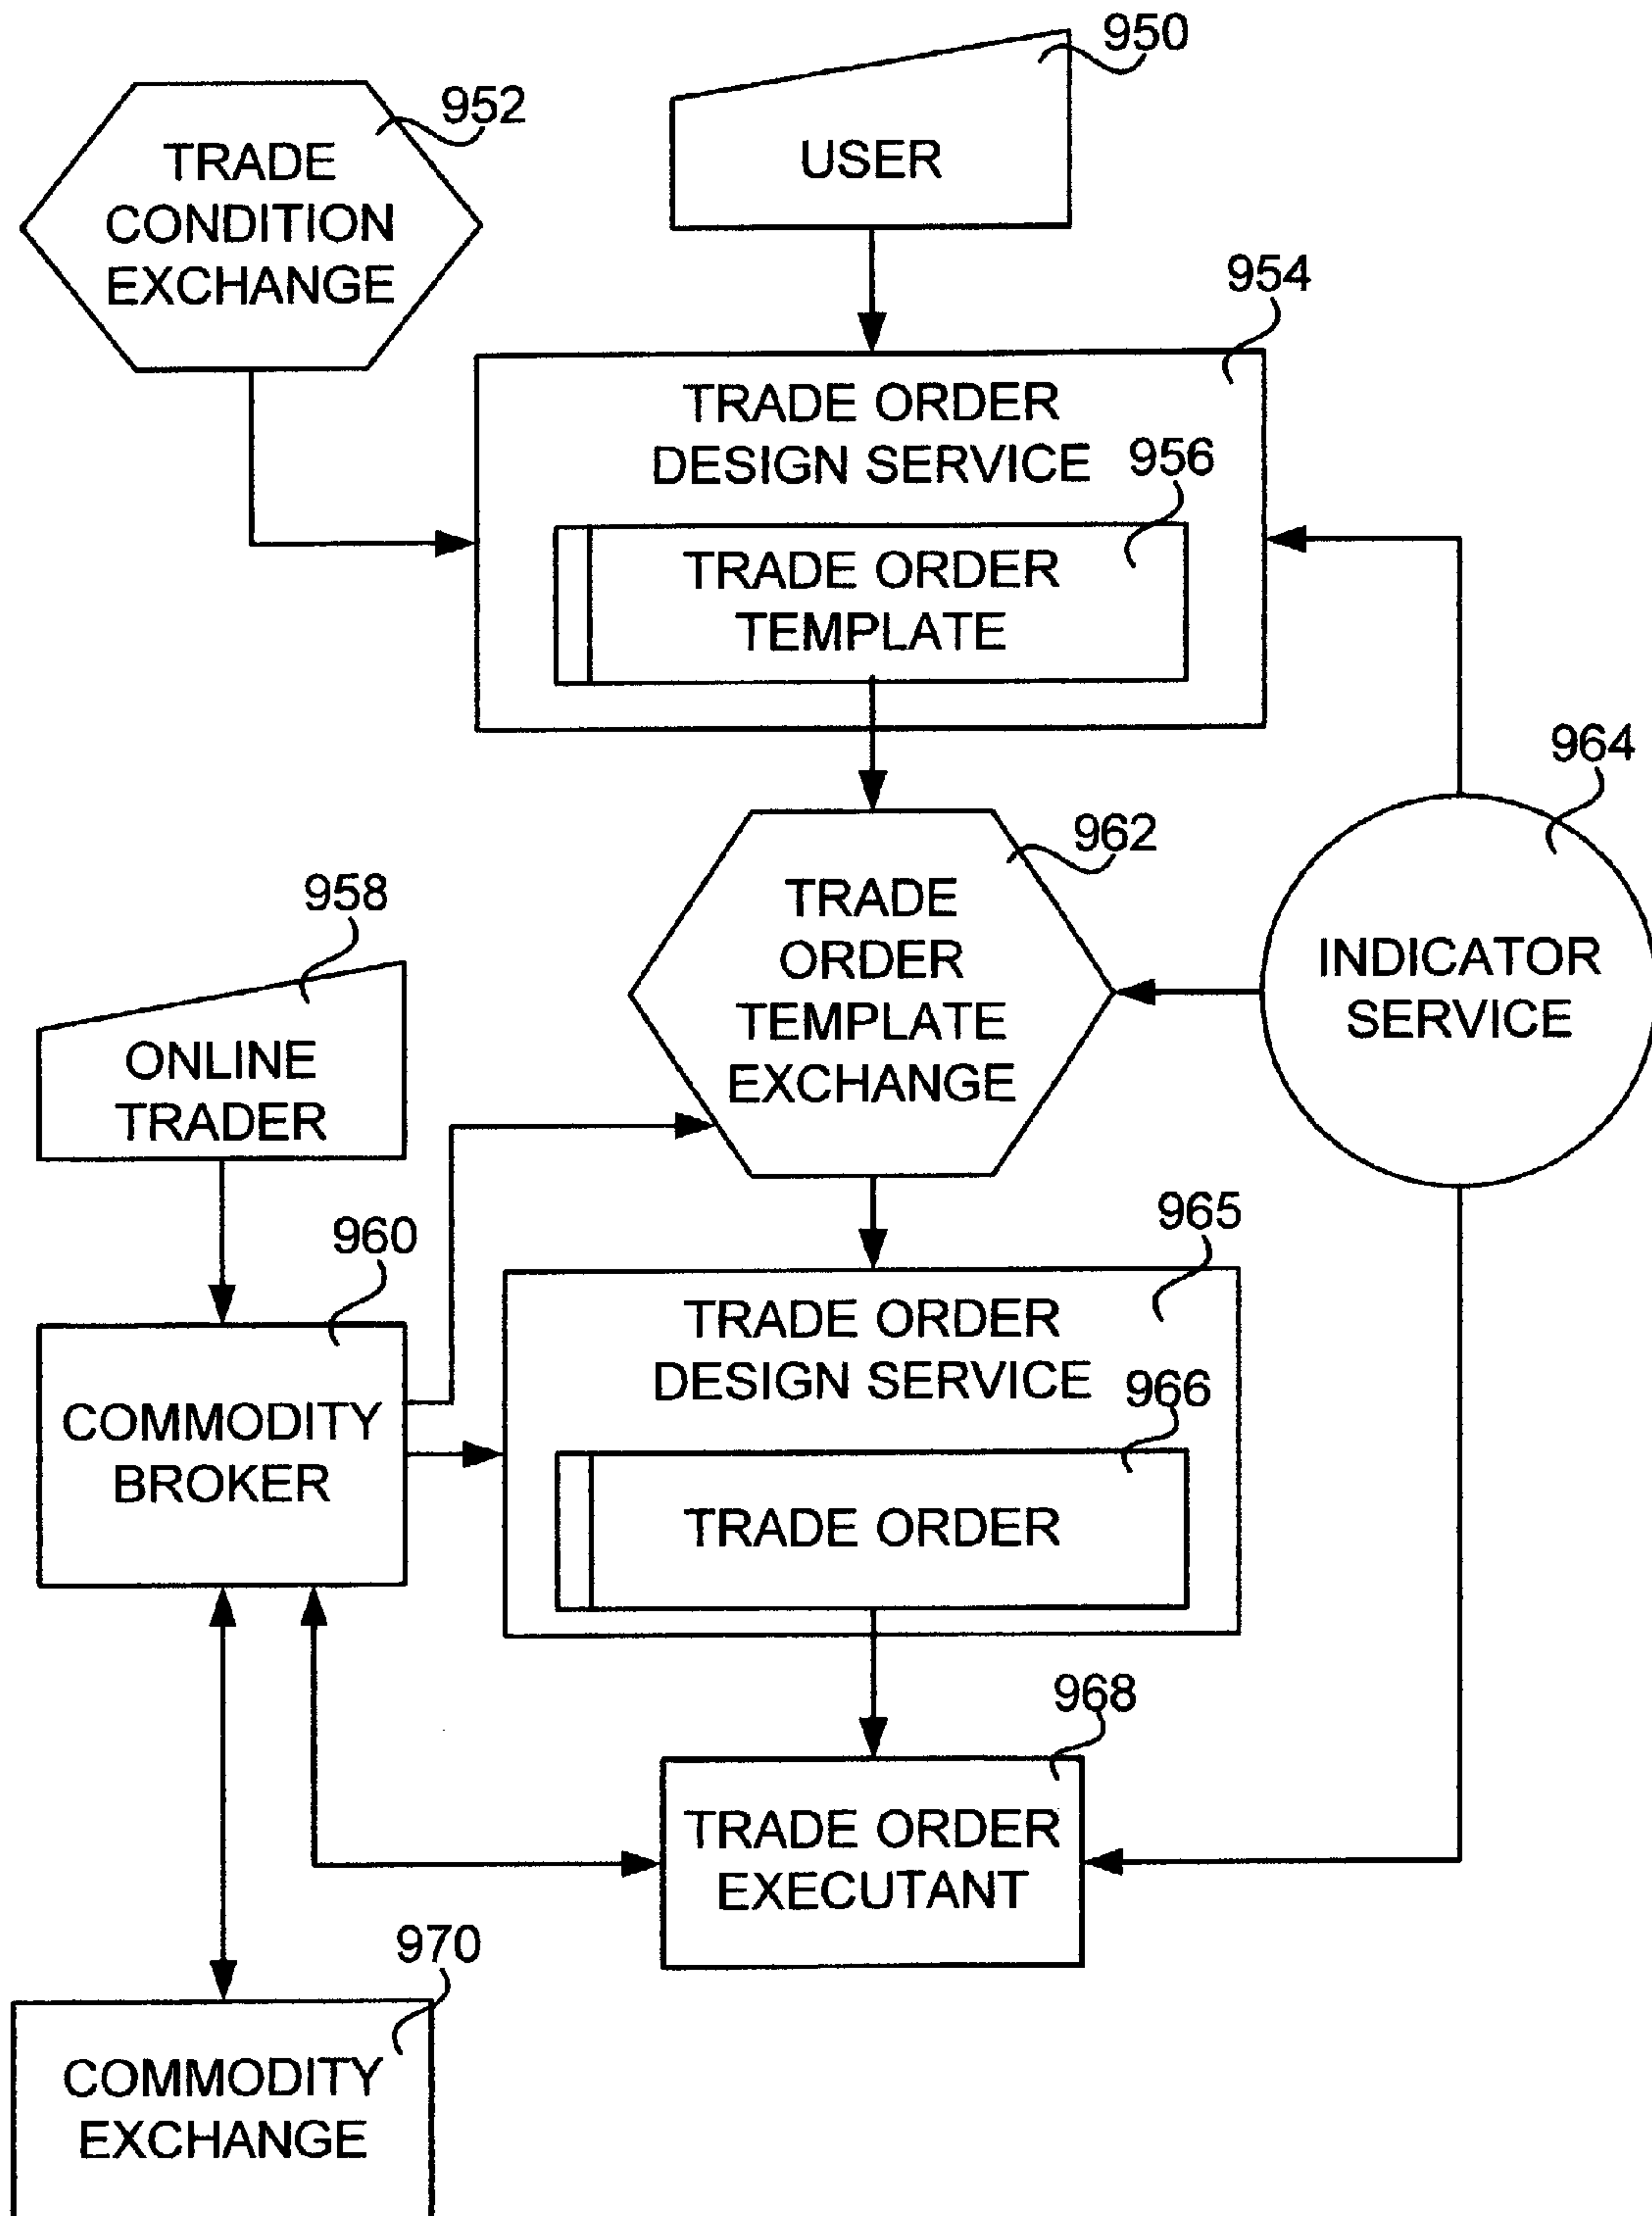 950
952
TRADE
CONDITION
EXCHANGE
USER
954
TRADE ORDER
DESIGN SERVICE
956
TRADE ORDER
TEMPLATE
964
962
TRADE
ORDER
TEMPLATE
EXCHANGE
INDICATOR
SERVICE
958
ONLINE
TRADER
960
COMMODITY
BROKER
965
TRADE ORDER
DESIGN SERVICE
966
TRADE ORDER
968
TRADE ORDER
EXECUTANT
970
COMMODITY
EXCHANGE